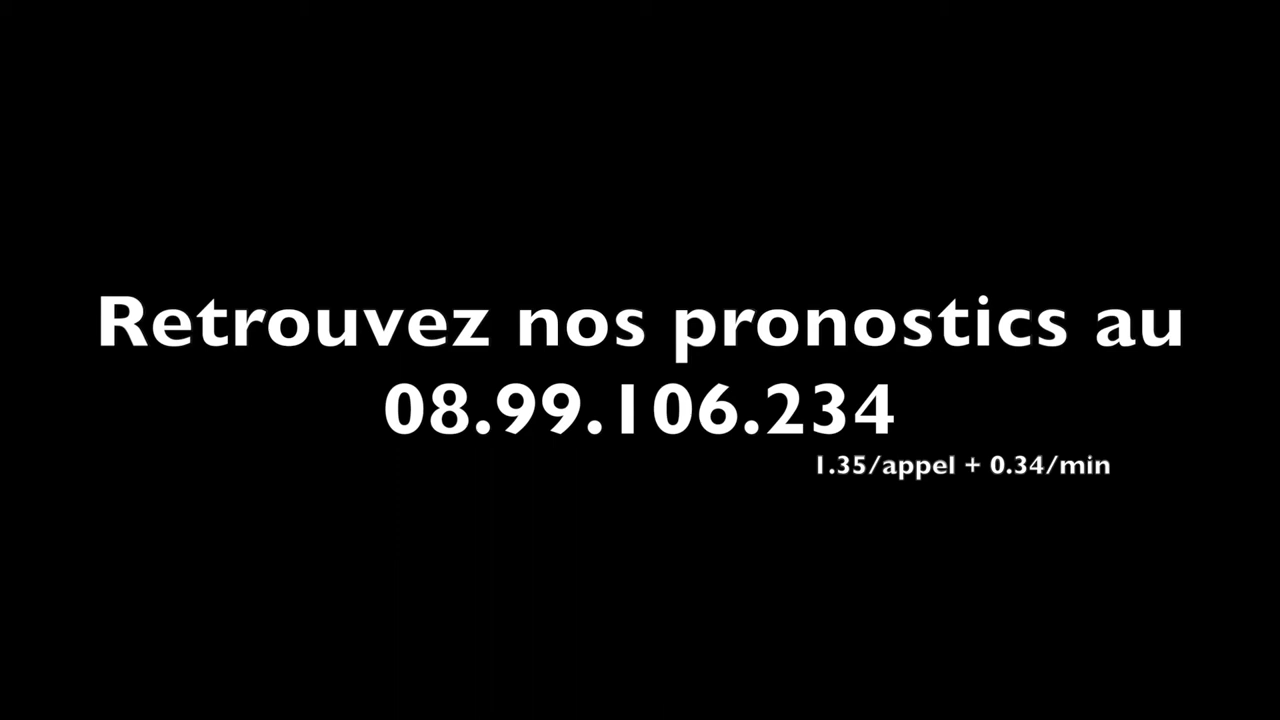 Retrouvez nos pronostics au
08.99.106.234
1.35/appel + 0.34/min